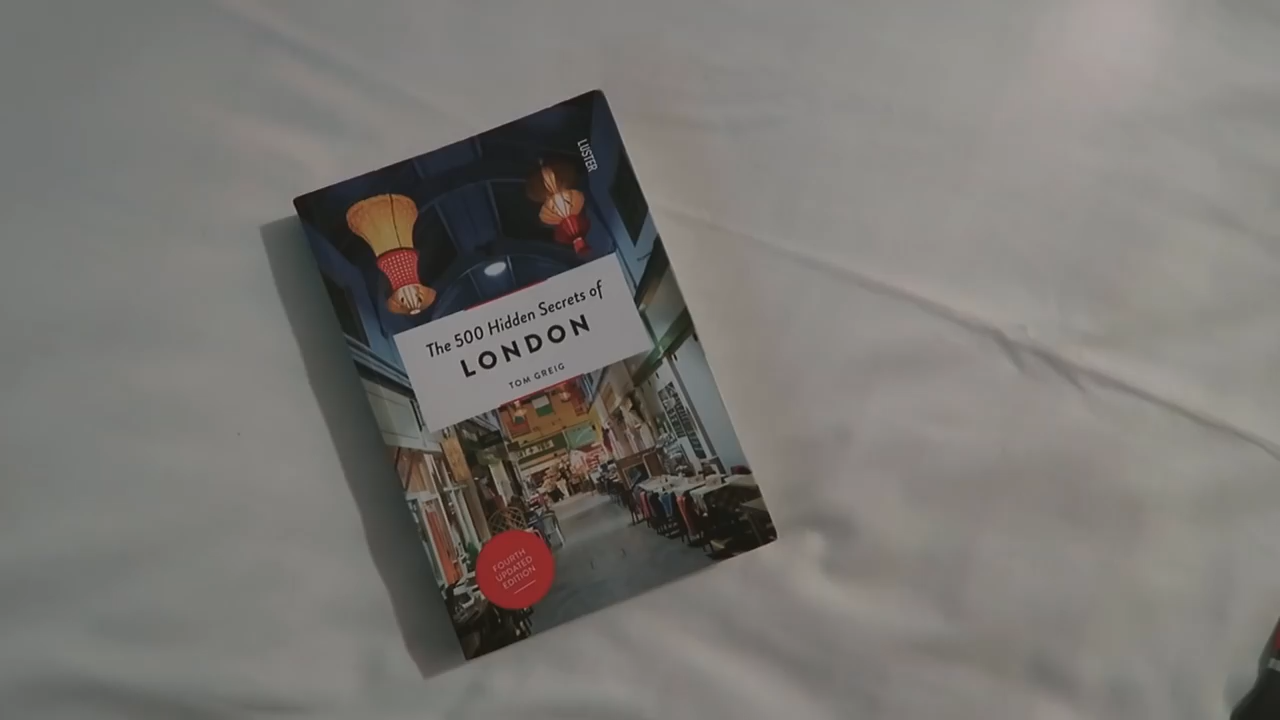 LUSTER
The 500 Hidden Secrets of
LONDON
TOM GREIG
FOURTH
UPDATED
EDITION